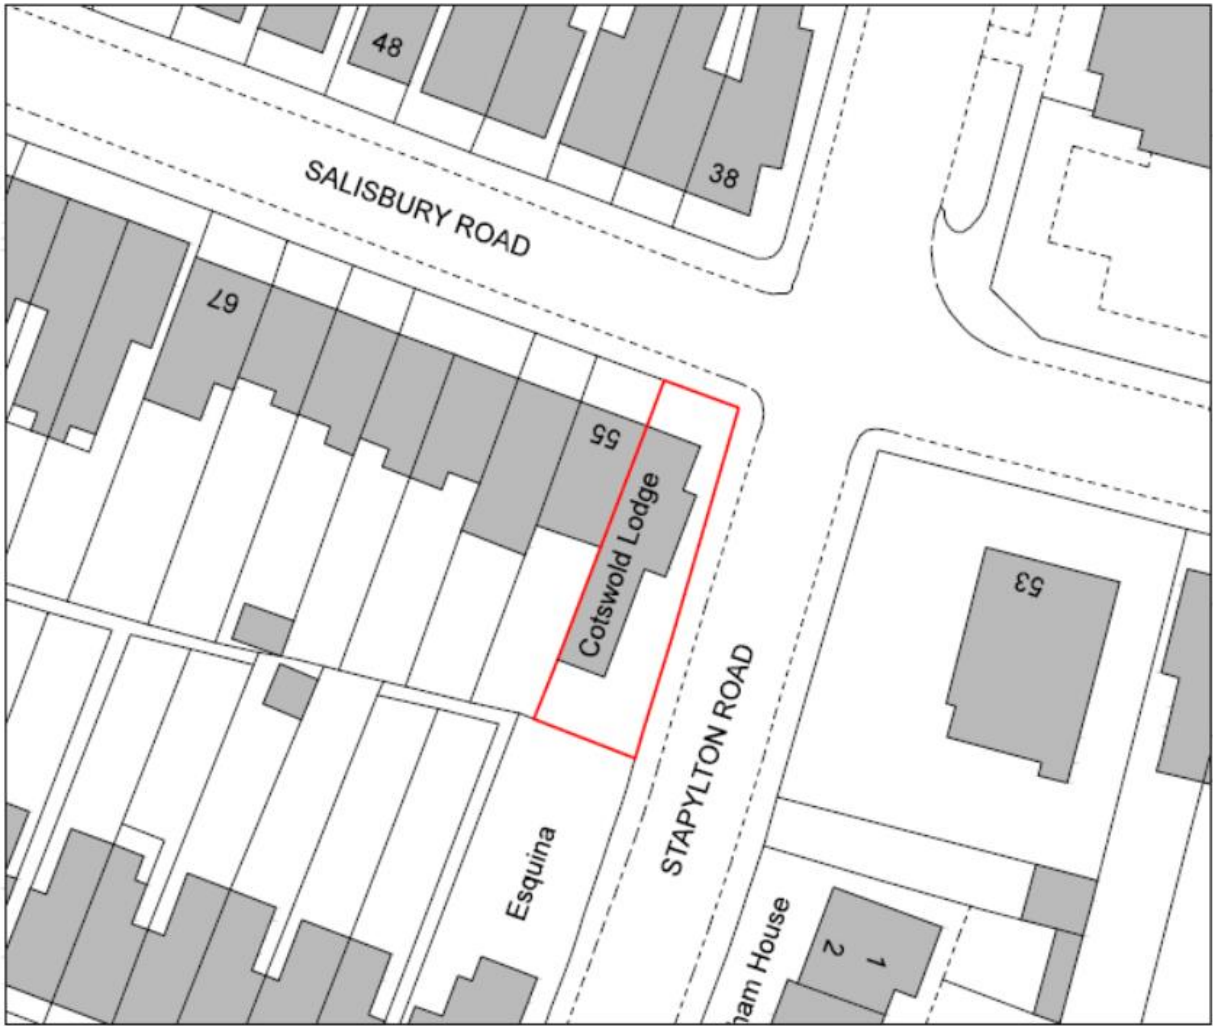 48
38
SALISBURY ROAD
67
55
Cotswold Lodge
53
STAPYLTON ROAD
Esquina
ham House
1
2